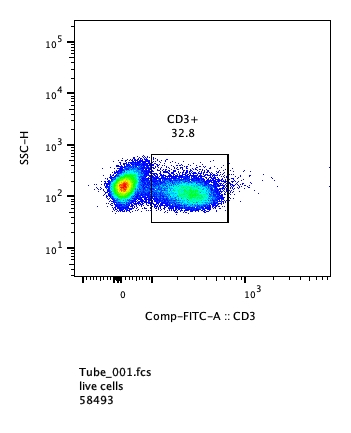 CD3+
32.8
SSC-H
10^5
10^4
10^3
10^2
10^1
0
10^3
Comp-FITC-A :: CD3
Tube_001.fcs
live cells
58493